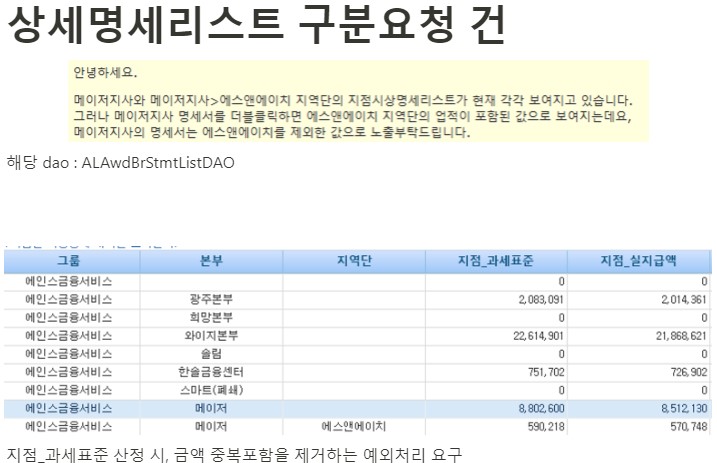 상세명세리스트 구분요청 건
안녕하세요.
메이저지사와 메이저지사>에스앤에이치 지역단의 지점시상명세리스트가 현재 각각 보여지고 있습니다.
그러나 메이저지사 명세서를 더블클릭하면 에스앤에이치 지역단의 업적이 포함된 값으로 보여지는데요,
메이저지사의 명세서는 에스앤에이치를 제외한 값으로 노출부탁드립니다.
해당 dao : ALAwdBrStmtListDAO
그룹 본부 지역단 지점_과세표준 지점_실지급액
에인스금융서비스 0 0
에인스금융서비스 광주본부 2,083,091 2,014,361
에인스금융서비스 희망본부 0 0
에인스금융서비스 와이지본부 22,614,901 21,868,621
에인스금융서비스 솔림 0 0
에인스금융서비스 한솔금융센터 751,702 726,902
에인스금융서비스 스마트(폐쇄) 0 0
에인스금융서비스 메이저 8,802,600 8,512,130
에인스금융서비스 메이저 에스앤에이치 590,218 570,748
지점_과세표준 산정 시, 금액 중복포함을 제거하는 예외처리 요구